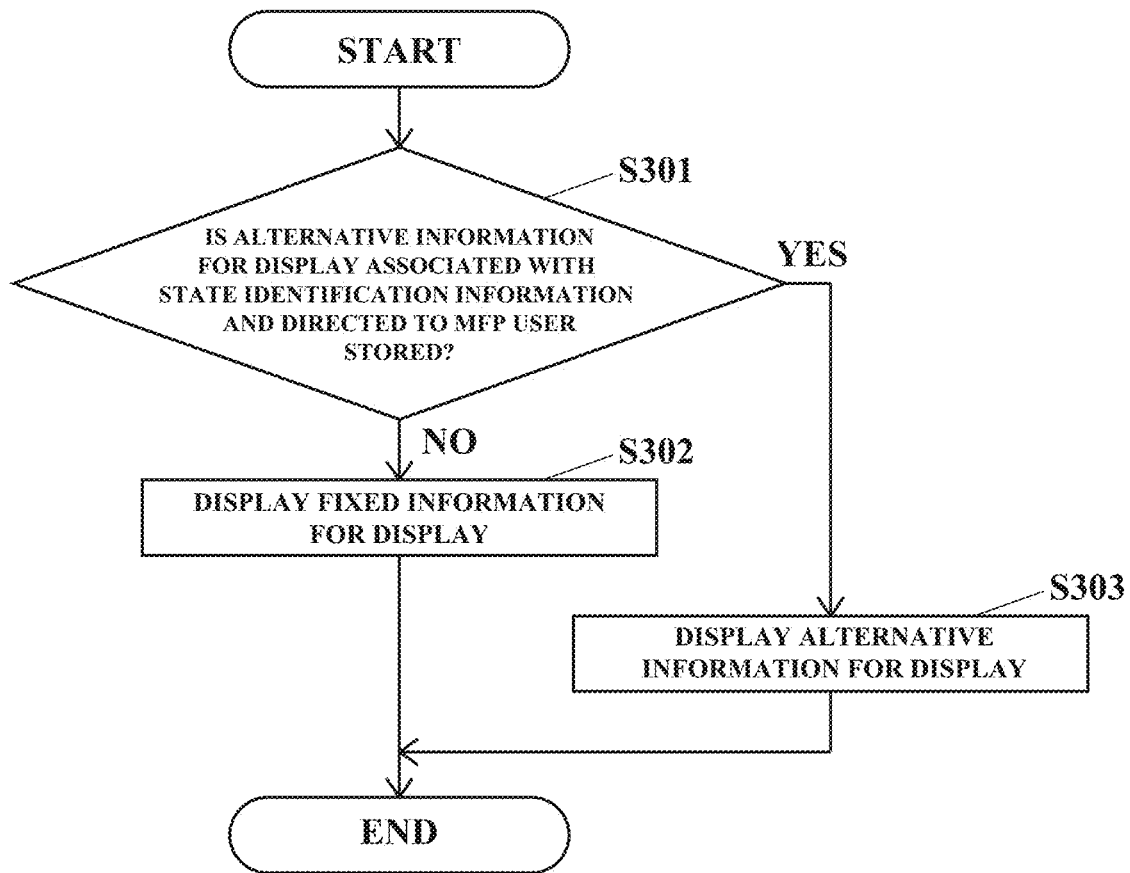 START
S301
IS ALTERNATIVE INFORMATION
FOR DISPLAY ASSOCIATED WITH
STATE IDENTIFICATION INFORMATION
AND DIRECTED TO MFP USER
STORED?
YES
NO
S302
DISPLAY FIXED INFORMATION
FOR DISPLAY
S303
DISPLAY ALTERNATIVE
INFORMATION FOR DISPLAY
END